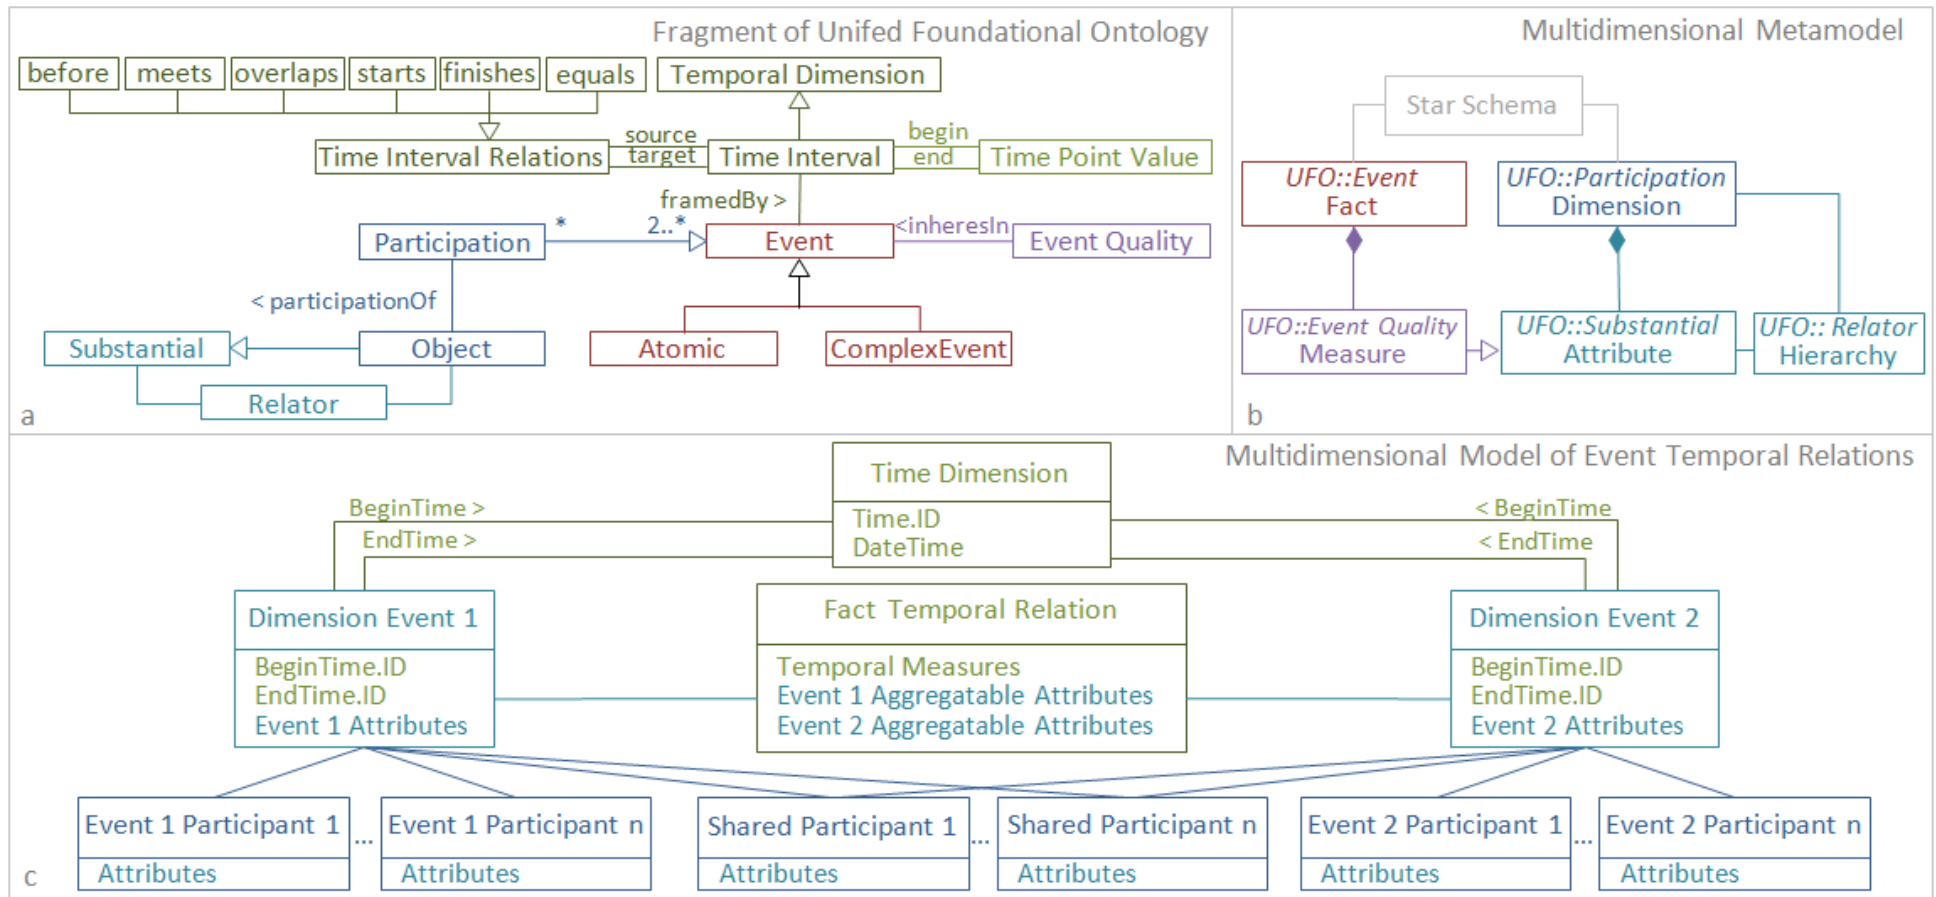 Fragment of Unifed Foundational Ontology
before
meets
overlaps
starts
finishes
equals
Temporal Dimension
Time Interval Relations
source
target
Time Interval
begin
end
Time Point Value
framedBy >
Participation
*
2..*
Event
<inheresIn
Event Quality
< participationOf
Substantial
Object
Atomic
ComplexEvent
Relator
a
Multidimensional Metamodel
Star Schema
UFO::Event
Fact
UFO::Participation
Dimension
UFO::Event Quality
Measure
UFO::Substantial
Attribute
UFO:: Relator
Hierarchy
b
Multidimensional Model of Event Temporal Relations
Time Dimension
Time.ID
DateTime
BeginTime >
EndTime >
< BeginTime
< EndTime
Dimension Event 1
BeginTime.ID
EndTime.ID
Event 1 Attributes
Fact Temporal Relation
Temporal Measures
Event 1 Aggregatable Attributes
Event 2 Aggregatable Attributes
Dimension Event 2
BeginTime.ID
EndTime.ID
Event 2 Attributes
Event 1 Participant 1
Attributes
...
Event 1 Participant n
Attributes
Shared Participant 1
Attributes
...
Shared Participant n
Attributes
Event 2 Participant 1
Attributes
...
Event 2 Participant n
Attributes
c